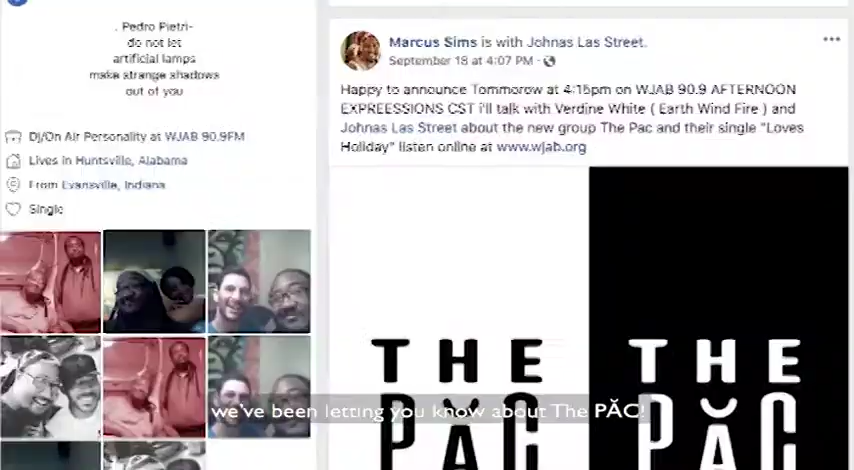 . Pedro Pietri-
do not let
artificial lamps
make strange shadows
out of you
Dj/On Air Personality at WJAB 90.9FM
Lives in Huntsville, Alabama
From Evansville, Indiana
Single
Marcus Sims is with Johnas Las Street.
September 18 at 4:07 PM ·
Happy to announce Tommorow at 4:15pm on WJAB 90.9 AFTERNOON
EXPREESSIONS CST i'll talk with Verdine White ( Earth Wind Fire ) and
Johnas Las Street about the new group The Pac and their single "Loves
Holiday" listen online at www.wjab.org
THE
PĂC
THE
PĂC
we've been letting you know about The PĂC!